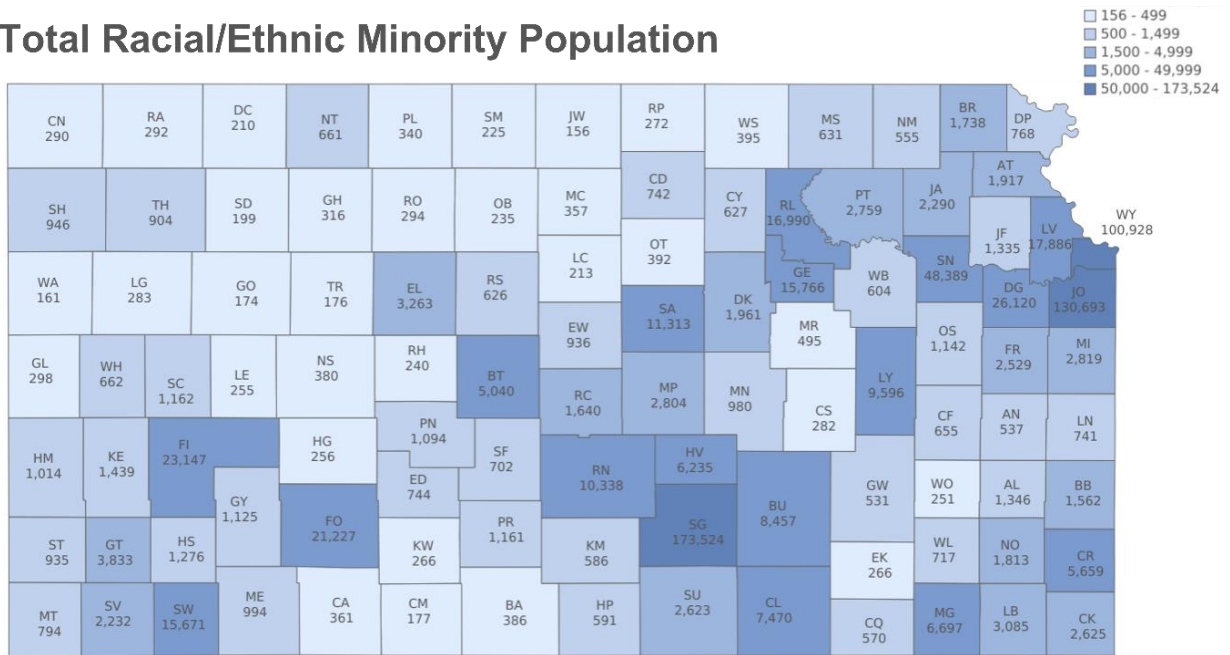 Total Racial/Ethnic Minority Population
156 - 499
500 - 1,499
1,500 - 4,999
5,000 - 49,999
50,000 - 173,524
CN
290
RA
292
DC
210
NT
661
PL
340
SM
225
JW
156
RP
272
WS
395
MS
631
NM
555
BR
1,738
DP
768
SH
946
TH
904
SD
199
GH
316
RO
294
OB
235
MC
357
CD
742
CY
627
RL
16,990
PT
2,759
JA
2,290
AT
1,917
JF
1,335
LV
17,886
WY
100,928
OT
392
WA
161
LG
283
GO
174
TR
176
EL
3,263
RS
626
LC
213
SA
11,313
DK
1,961
GE
15,766
WB
604
SN
48,389
DG
26,120
JO
130,693
EW
936
MR
495
OS
1,142
FR
2,529
MI
2,819
GL
298
WH
662
SC
1,162
LE
255
NS
380
RH
240
BT
5,040
RC
1,640
MP
2,804
MN
980
CS
282
LY
9,596
CF
655
AN
537
LN
741
HM
1,014
KE
1,439
FI
23,147
HG
256
PN
1,094
SF
702
RN
10,338
HV
6,235
BU
8,457
GW
531
WO
251
AL
1,346
BB
1,562
GY
1,125
ED
744
FO
21,227
SG
173,524
ST
935
GT
3,833
HS
1,276
KW
266
PR
1,161
KM
586
EK
266
WL
717
NO
1,813
CR
5,659
MT
794
SV
2,232
SW
15,671
ME
994
CA
361
CM
177
BA
386
HP
591
SU
2,623
CL
7,470
CQ
570
MG
6,697
LB
3,085
CK
2,625